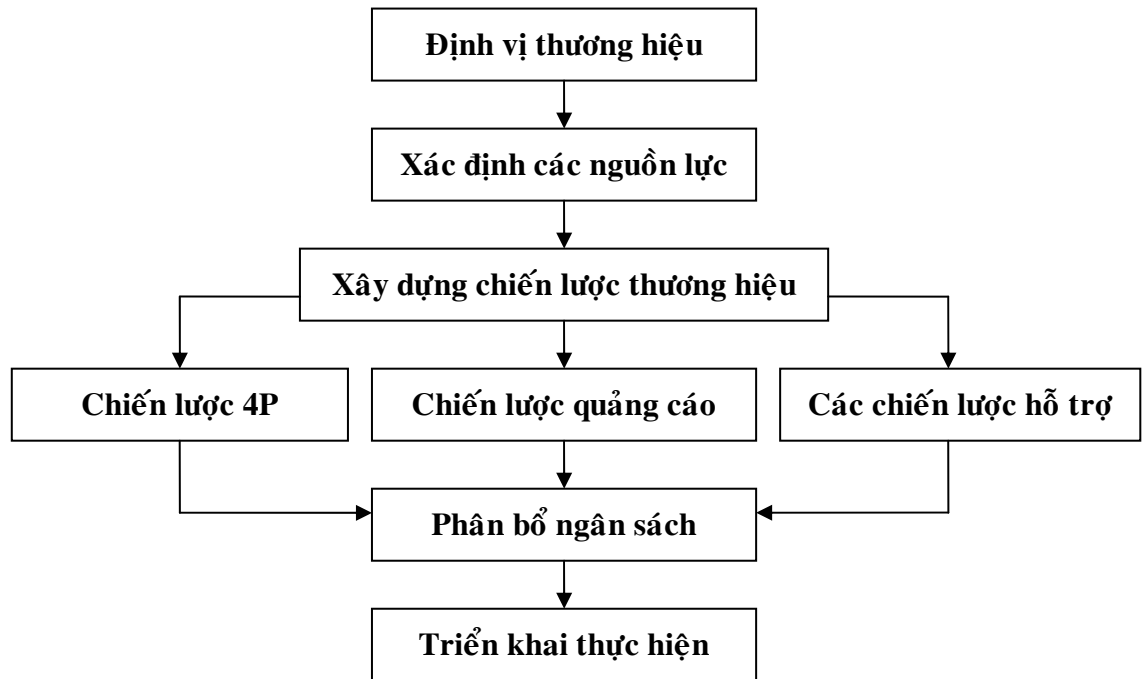 Định vị thương hiệu
Xác định các nguồn lực
Xây dựng chiến lược thương hiệu
Chiến lược 4P
Chiến lược quảng cáo
Các chiến lược hỗ trợ
Phân bổ ngân sách
Triển khai thực hiện